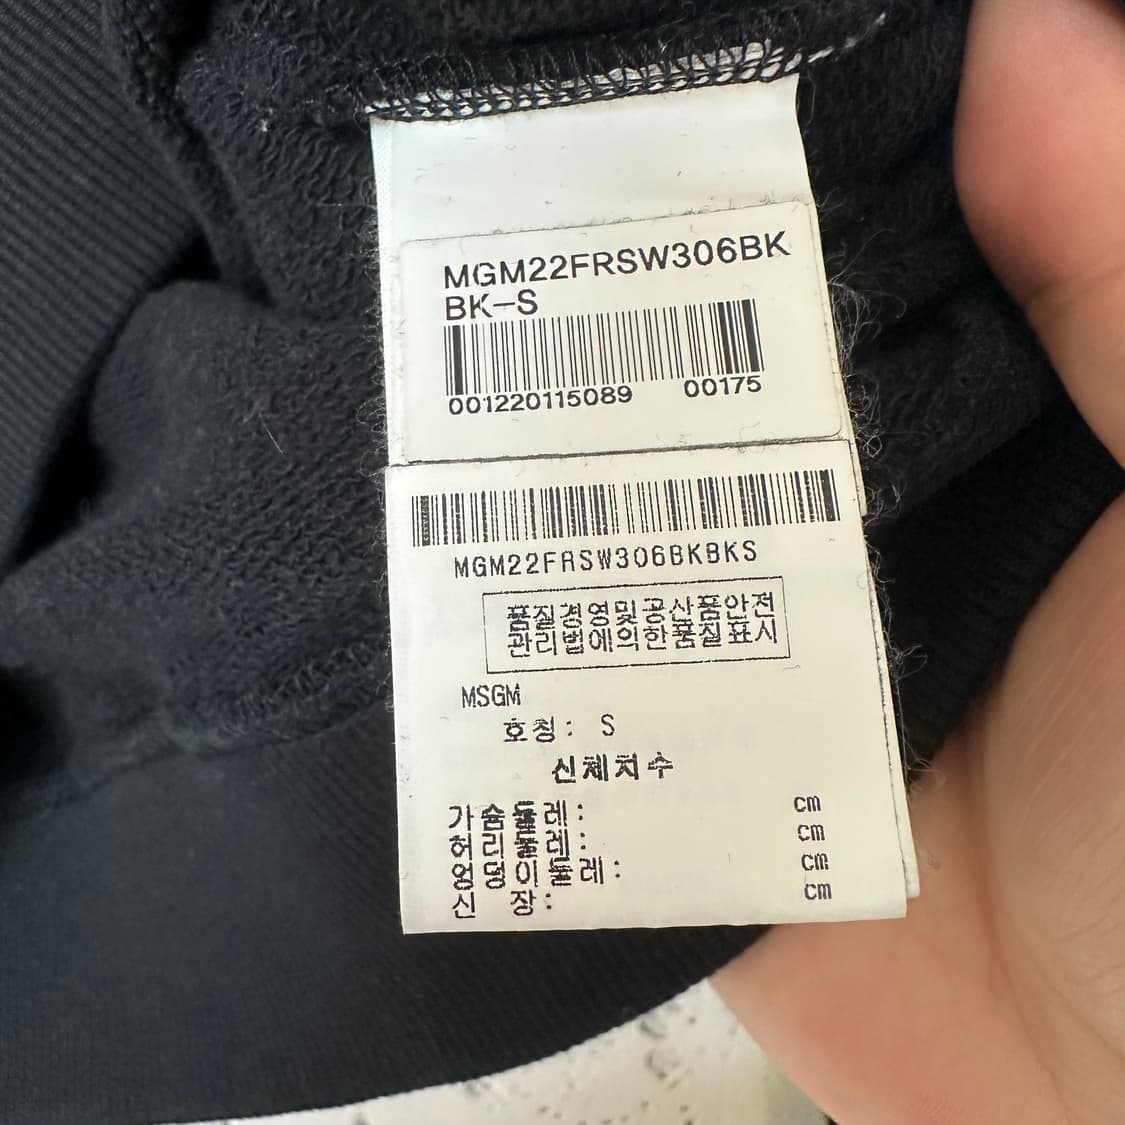 MGM22FRSW306BK
BK-S
001220115089 00175
MGM22FRSW306BKBKS
품질경영및공산품안전
관리법에의한품질표시
MSGM
호칭: S
신체치수
가슴둘레: cm
허리둘레: cm
엉덩이둘레: cm
신 장: cm